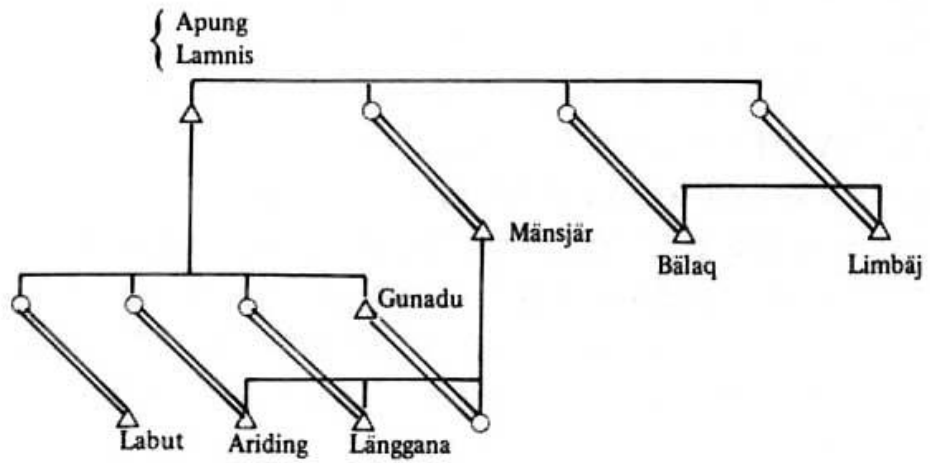 Apung
Lamnis
Mänsjär
Bälaq
Limbäj
Gunadu
Labut
Ariding
Länggana